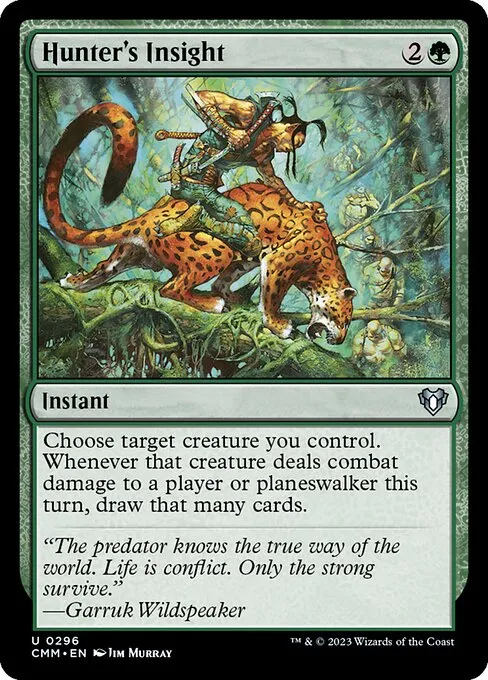 Hunter's Insight 2
Instant
Choose target creature you control.
Whenever that creature deals combat
damage to a player or planeswalker this
turn, draw that many cards.
“The predator knows the true way of the
world. Life is conflict. Only the strong
survive.”
—Garruk Wildspeaker
U 0296
CMM • EN Jim Murray
™ & © 2023 Wizards of the Coast